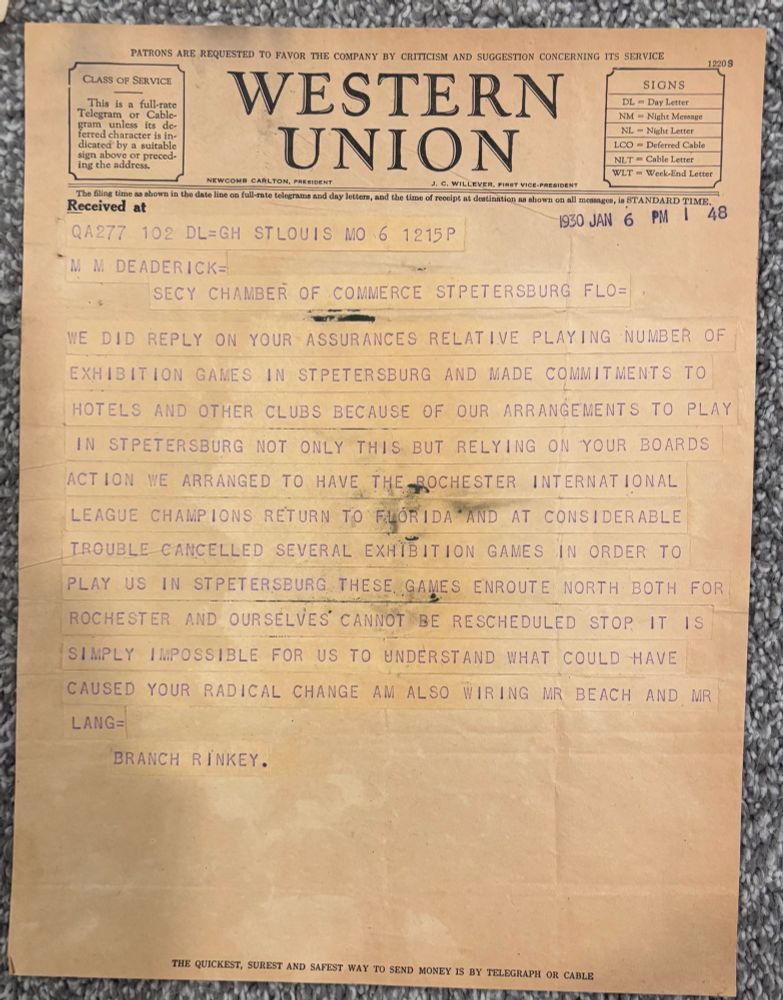 PATRONS ARE REQUESTED TO FAVOR THE COMPANY BY CRITICISM AND SUGGESTION CONCERNING ITS SERVICE
1220S
CLASS OF SERVICE
This is a full-rate
Telegram or Cable-
gram unless its de-
ferred character is in-
dicated by a suitable
sign above or preced-
ing the address.
WESTERN
UNION
NEWCOMB CARLTON, PRESIDENT
J. C. WILLEVER, FIRST VICE-PRESIDENT
SIGNS
DL = Day Letter
NM = Night Message
NL = Night Letter
LCO = Deferred Cable
NLT = Cable Letter
WLT = Week-End Letter
The filing time as shown in the date line on full-rate telegrams and day letters, and the time of receipt at destination as shown on all messages, is STANDARD TIME.
Received at
1930 JAN 6 PM 1 48
QA277 102 DL=GH STLOUIS MO 6 1215P
M M DEADERICK=
SECY CHAMBER OF COMMERCE STPETERSBURG FLO=
WE DID REPLY ON YOUR ASSURANCES RELATIVE PLAYING NUMBER OF
EXHIBITION GAMES IN STPETERSBURG AND MADE COMMITMENTS TO
HOTELS AND OTHER CLUBS BECAUSE OF OUR ARRANGEMENTS TO PLAY
IN STPETERSBURG NOT ONLY THIS BUT RELYING ON YOUR BOARDS
ACTION WE ARRANGED TO HAVE THE ROCHESTER INTERNATIONAL
LEAGUE CHAMPIONS RETURN TO FLORIDA AND AT CONSIDERABLE
TROUBLE CANCELLED SEVERAL EXHIBITION GAMES IN ORDER TO
PLAY US IN STPETERSBURG THESE GAMES ENROUTE NORTH BOTH FOR
ROCHESTER AND OURSELVES CANNOT BE RESCHEDULED STOP IT IS
SIMPLY IMPOSSIBLE FOR US TO UNDERSTAND WHAT COULD HAVE
CAUSED YOUR RADICAL CHANGE AM ALSO WIRING MR BEACH AND MR
LANG=
BRANCH RINKEY.
THE QUICKEST, SUREST AND SAFEST WAY TO SEND MONEY IS BY TELEGRAPH OR CABLE